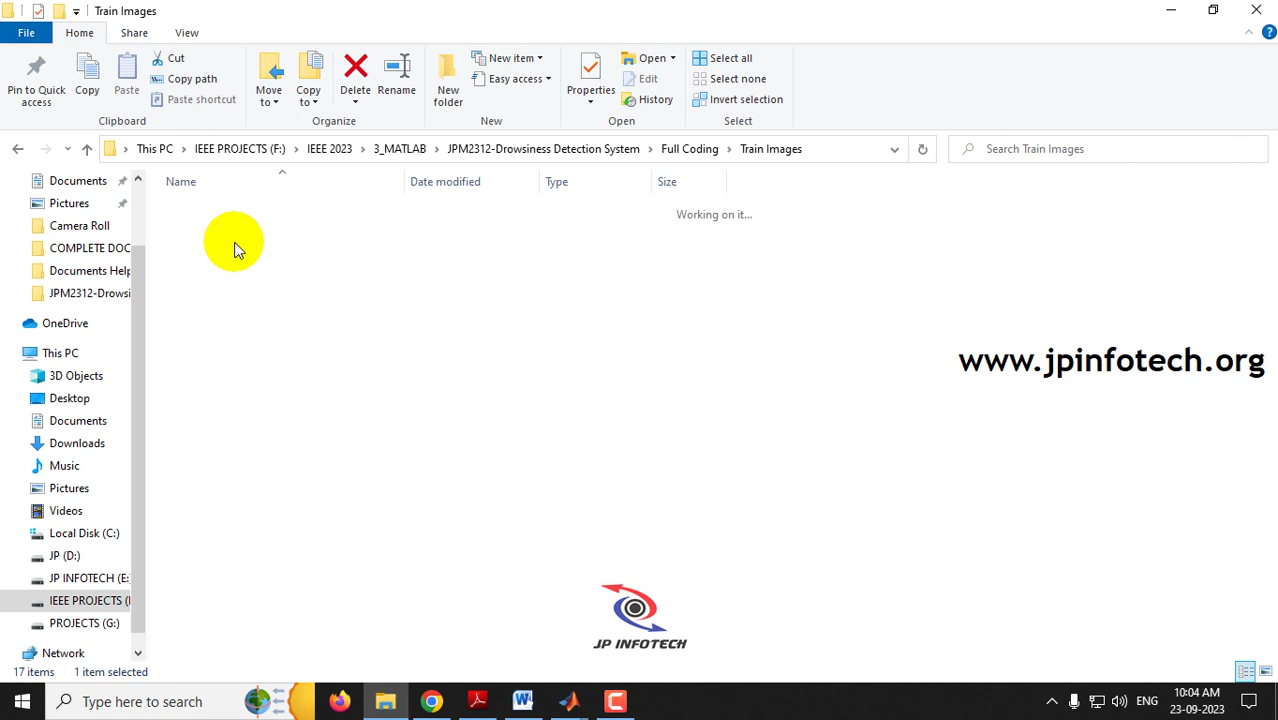 Train Images
File Home Share View
Pin to Quick access
Copy
Paste
Cut
Copy path
Paste shortcut
Clipboard
Move to
Copy to
Delete
Rename
Organize
New folder
New item
Easy access
New
Properties
Open
Edit
History
Open
Select all
Select none
Invert selection
Select
This PC IEEE PROJECTS (F:) IEEE 2023 3_MATLAB JPM2312-Drowsiness Detection System Full Coding Train Images
Search Train Images
Name Date modified Type Size
Working on it...
Documents
Pictures
Camera Roll
COMPLETE DOC
Documents Help
JPM2312-Drowsi
OneDrive
This PC
3D Objects
Desktop
Documents
Downloads
Music
Pictures
Videos
Local Disk (C:)
JP (D:)
JP INFOTECH (E:
IEEE PROJECTS (
PROJECTS (G:)
Network
www.jpinfotech.org
JP INFOTECH
17 items 1 item selected
Type here to search
ENG
10:04 AM
23-09-2023